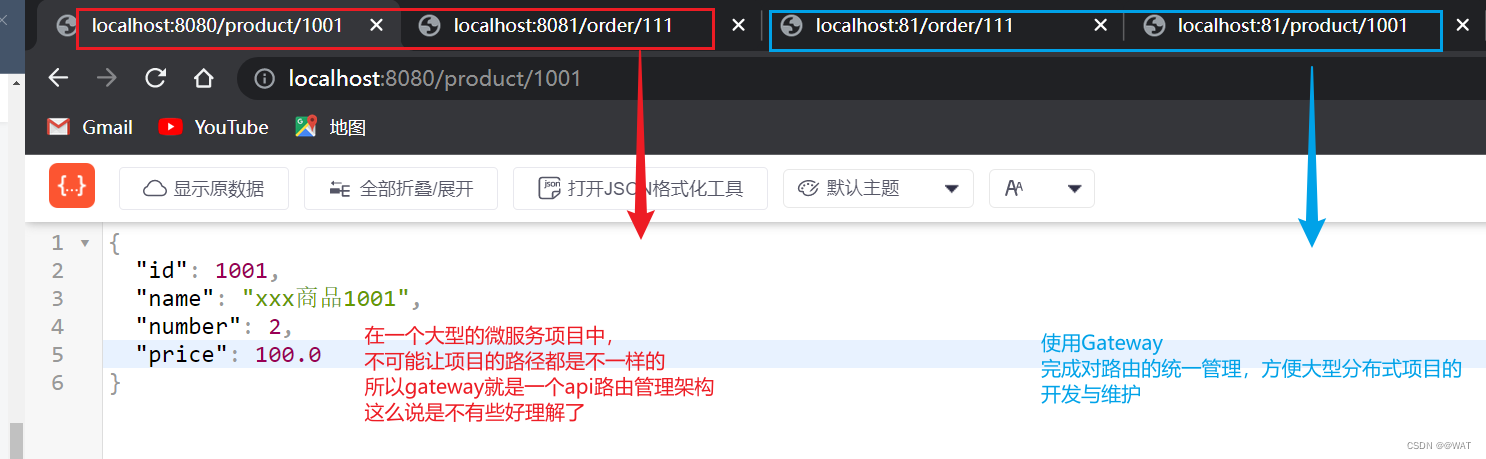 localhost:8080/product/1001
localhost:8081/order/111
localhost:81/order/111
localhost:81/product/1001
localhost:8080/product/1001
Gmail
YouTube
地图
{...}
显示原数据
全部折叠/展开
json
打开JSON格式化工具
默认主题
AA
1 {
2 "id": 1001,
3 "name": "xxx商品1001",
4 "number": 2,
5 "price": 100.0
6 }
在一个大型的微服务项目中，
不可能让项目的路径都是不一样的
所以gateway就是一个api路由管理架构
这么说是不有些好理解了
使用Gateway
完成对路由的统一管理，方便大型分布式项目的
开发与维护
CSDN @@WAT